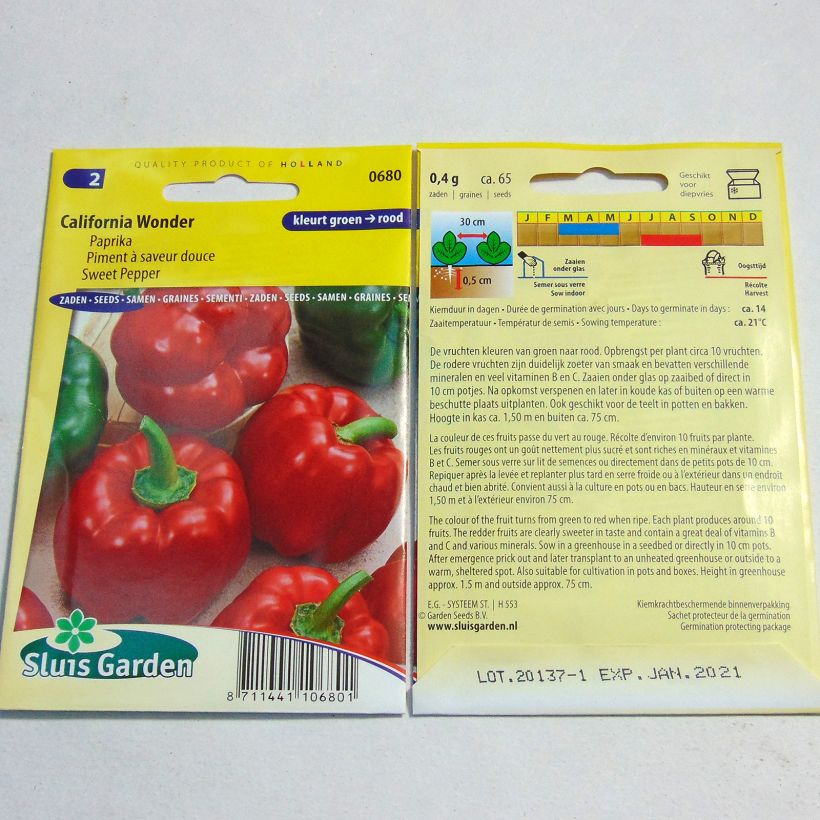 QUALITY PRODUCT OF HOLLAND
2
0680
California Wonder
kleurt groen → rood
Paprika
Piment à saveur douce
Sweet Pepper
ZADEN • SEEDS • SAMEN • GRAINES • SEMENTI • ZADEN • SEEDS • SAMEN • GRAINES • SEM
Sluis Garden
8 711441 106801
0,4 g ca. 65
zaden | graines | seeds
Geschikt
voor
diepvries
30 cm
0,5 cm
J F M A M J J A S O N D
Zaaien
onder glas
Semer sous verre
Sow indoor
Oogsttijd
Récolte
Harvest
Kiemduur in dagen • Durée de germination avec jours • Days to germinate in days : ca. 14
Zaaitemperatuur • Températur de semis • Sowing temperature : ca. 21°C
De vruchten kleuren van groen naar rood. Opbrengst per plant circa 10 vruchten.
De rodere vruchten zijn duidelijk zoeter van smaak en bevatten verschillende
mineralen en veel vitaminen B en C. Zaaien onder glas op zaaibed of direct in
10 cm potjes. Na opkomst verspenen en later in koude kas of buiten op een warme
beschutte plaats uitplanten. Ook geschikt voor de teelt in potten en bakken.
Hoogte in kas ca. 1,50 m en buiten ca. 75 cm.
La couleur de ces fruits passe du vert au rouge. Récolte d'environ 10 fruits par plante.
Les fruits rouges ont un goût nettement plus sucré et sont riches en minéraux et vitamines
B et C. Semer sous verre sur lit de semences ou directement dans de petits pots de 10 cm.
Repiquer après la levée et replanter plus tard en serre froide ou à l'extérieur dans un endroit
chaud et bien abrité. Convient aussi à la culture en pots ou en bacs. Hauteur en serre environ
1,50 m et à l'extérieur environ 75 cm.
The colour of the fruit turns from green to red when ripe. Each plant produces around 10
fruits. The redder fruits are clearly sweeter in taste and contain a great deal of vitamins B
and C and various minerals. Sow in a greenhouse in a seedbed or directly in 10 cm pots.
After emergence prick out and later transplant to an unheated greenhouse or outside to a
warm, sheltered spot. Also suitable for cultivation in pots and boxes. Height in greenhouse
approx. 1.5 m and outside approx. 75 cm.
E.G. - SYSTEEM ST. | H 553
© Garden Seeds B.V.
www.sluisgarden.nl
Kiemkrachtbeschermende binnenverpakking
Sachet protecteur de la germination
Germination protecting package
LOT.20137-1 EXP.JAN.2021